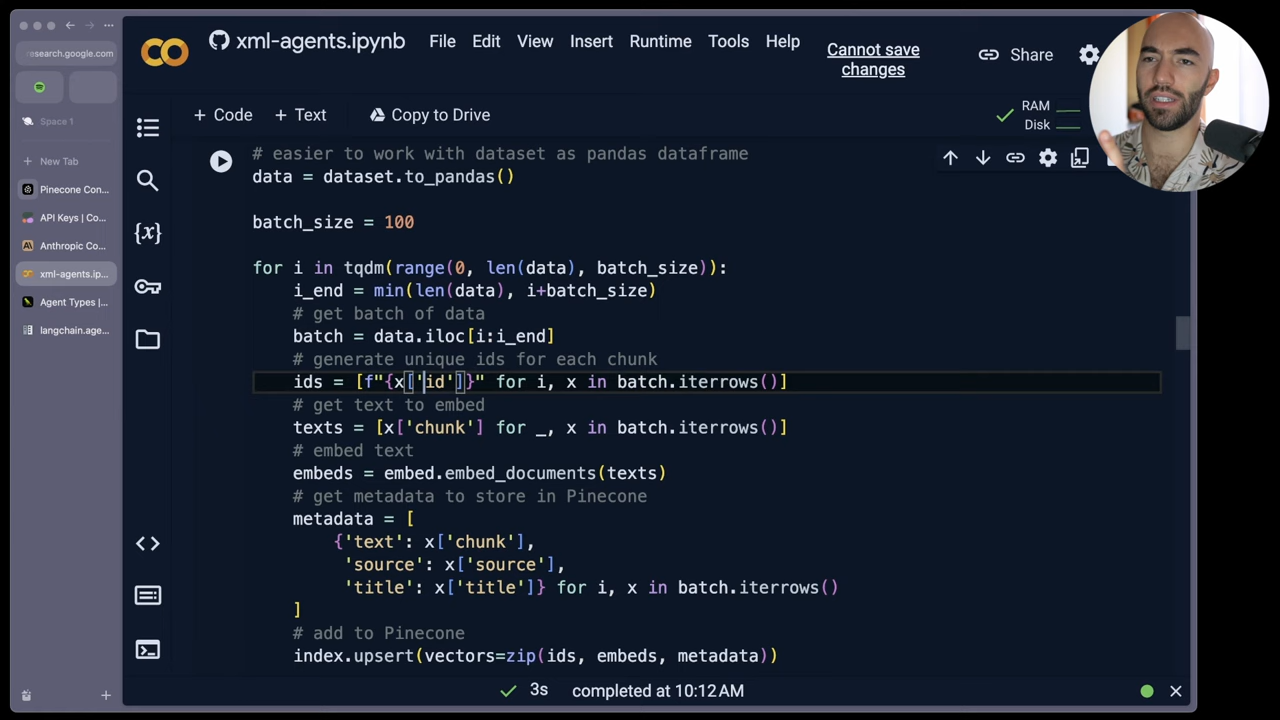 research.google.com
Space 1
New Tab
Pinecone Con...
API Keys | Co...
Anthropic Co...
xml-agents.ip...
Agent Types |...
langchain.age...
xml-agents.ipynb
File Edit View Insert Runtime Tools Help
Cannot save
changes
Share
+ Code + Text Copy to Drive
RAM
Disk
# easier to work with dataset as pandas dataframe
data = dataset.to_pandas()
batch_size = 100
for i in tqdm(range(0, len(data), batch_size)):
i_end = min(len(data), i+batch_size)
# get batch of data
batch = data.iloc[i:i_end]
# generate unique ids for each chunk
ids = [f"{x['id']}" for i, x in batch.iterrows()]
# get text to embed
texts = [x['chunk'] for _, x in batch.iterrows()]
# embed text
embeds = embed.embed_documents(texts)
# get metadata to store in Pinecone
metadata = [
{'text': x['chunk'],
'source': x['source'],
'title': x['title']} for i, x in batch.iterrows()
]
# add to Pinecone
index.upsert(vectors=zip(ids, embeds, metadata))
3s completed at 10:12 AM